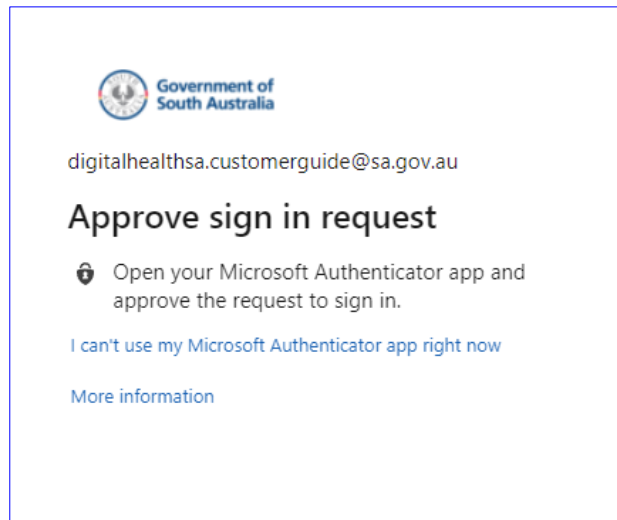 Government of
South Australia
digitalhealthsa.customerguide@sa.gov.au
Approve sign in request
Open your Microsoft Authenticator app and
approve the request to sign in.
I can't use my Microsoft Authenticator app right now
More information